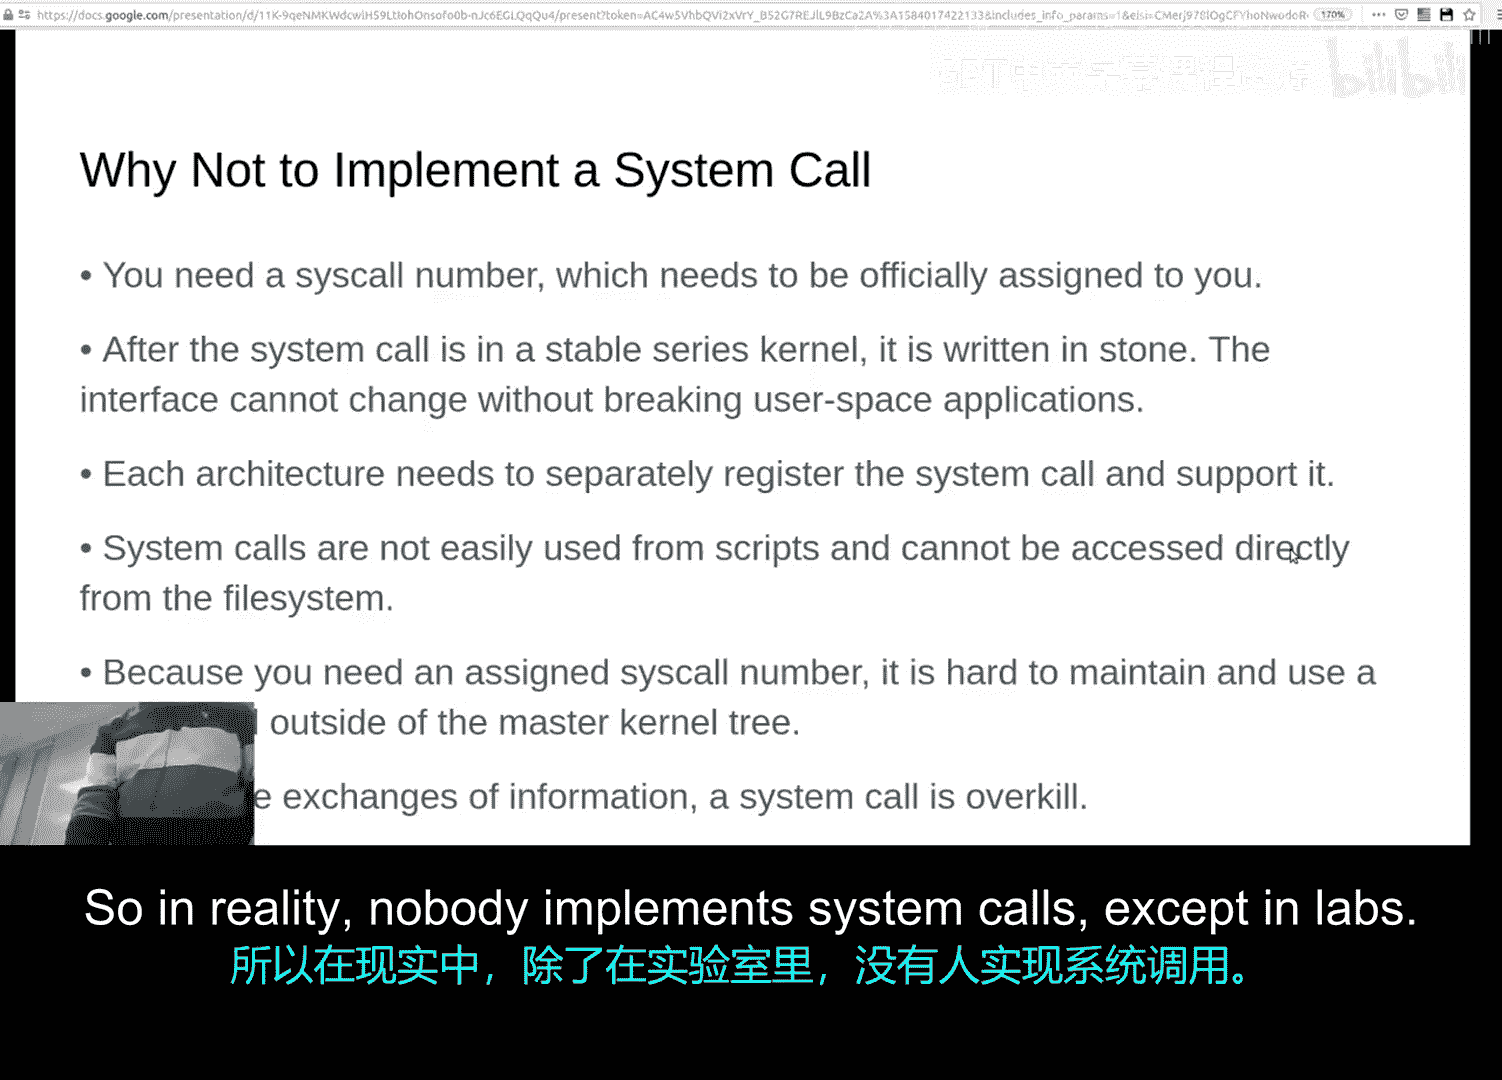 170%
bilibili
Why Not to Implement a System Call
• You need a syscall number, which needs to be officially assigned to you.
• After the system call is in a stable series kernel, it is written in stone. The
interface cannot change without breaking user-space applications.
• Each architecture needs to separately register the system call and support it.
• System calls are not easily used from scripts and cannot be accessed directly
from the filesystem.
• Because you need an assigned syscall number, it is hard to maintain and use a
outside of the master kernel tree.
exchanges of information, a system call is overkill.
So in reality, nobody implements system calls, except in labs.
所以在现实中，除了在实验室里，没有人实现系统调用。